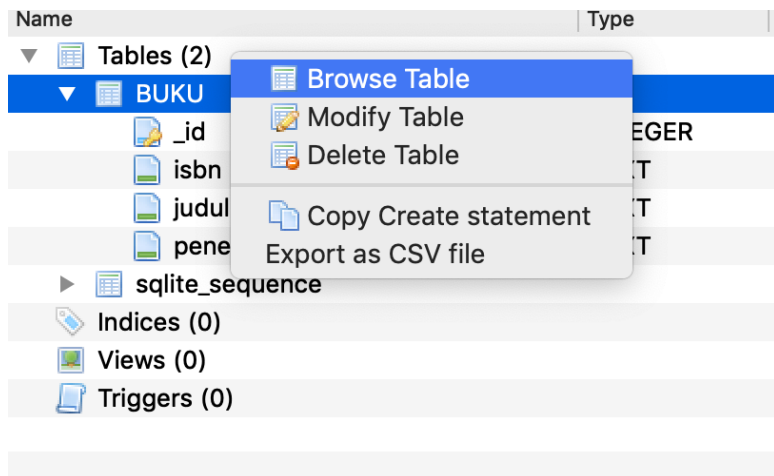 Name Type
Tables (2)
Browse Table
BUKU
Modify Table
_id
Delete Table
isbn
judul
Copy Create statement
Export as CSV file
sqlite_sequence
Indices (0)
Views (0)
Triggers (0)